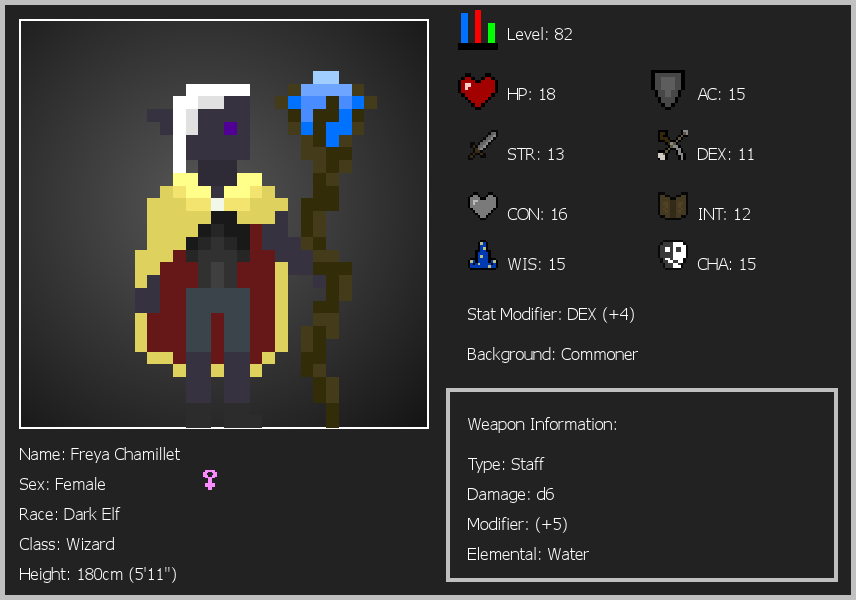 Level: 82
HP: 18
AC: 15
STR: 13
DEX: 11
CON: 16
INT: 12
WIS: 15
CHA: 15
Stat Modifier: DEX (+4)
Background: Commoner
Weapon Information:
Type: Staff
Damage: d6
Modifier: (+5)
Elemental: Water
Name: Freya Chamillet
Sex: Female
Race: Dark Elf
Class: Wizard
Height: 180cm (5'11")